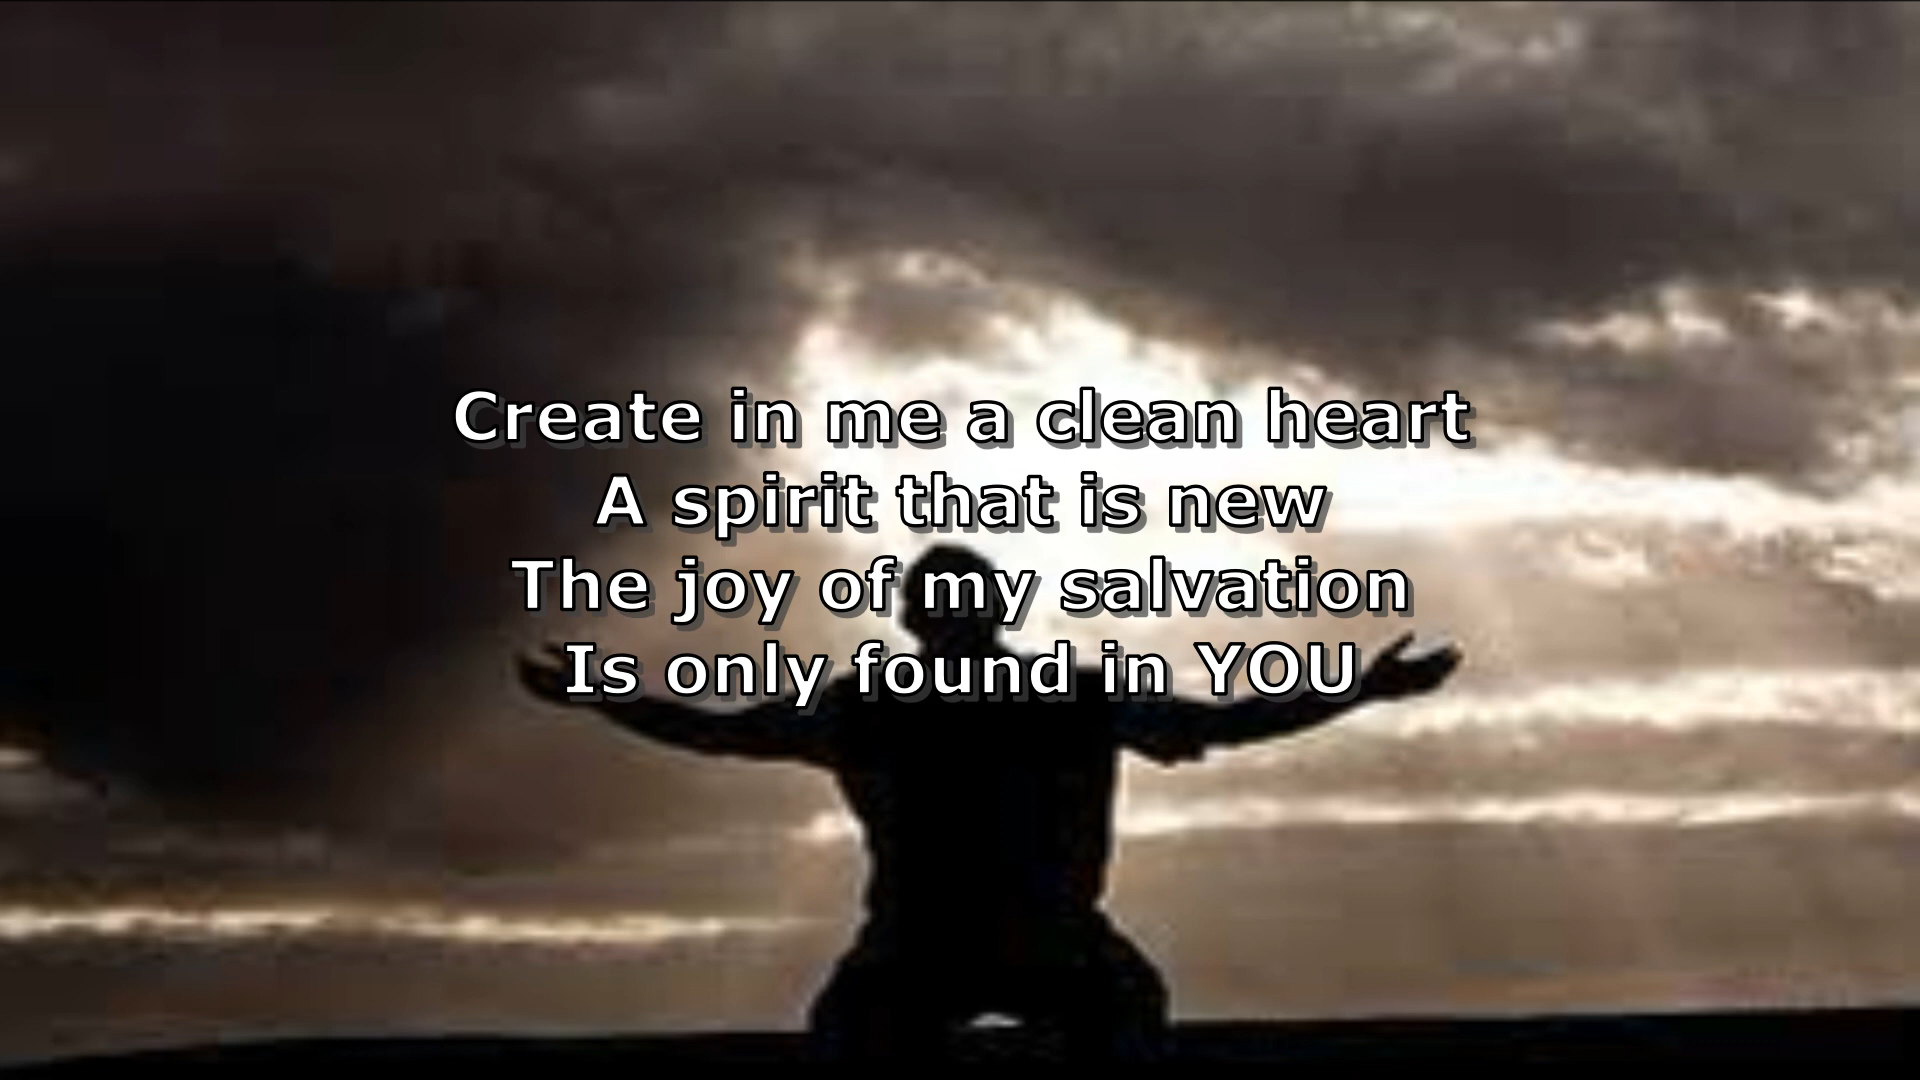 Create in me a clean heart
A spirit that is new
The joy of my salvation
Is only found in YOU